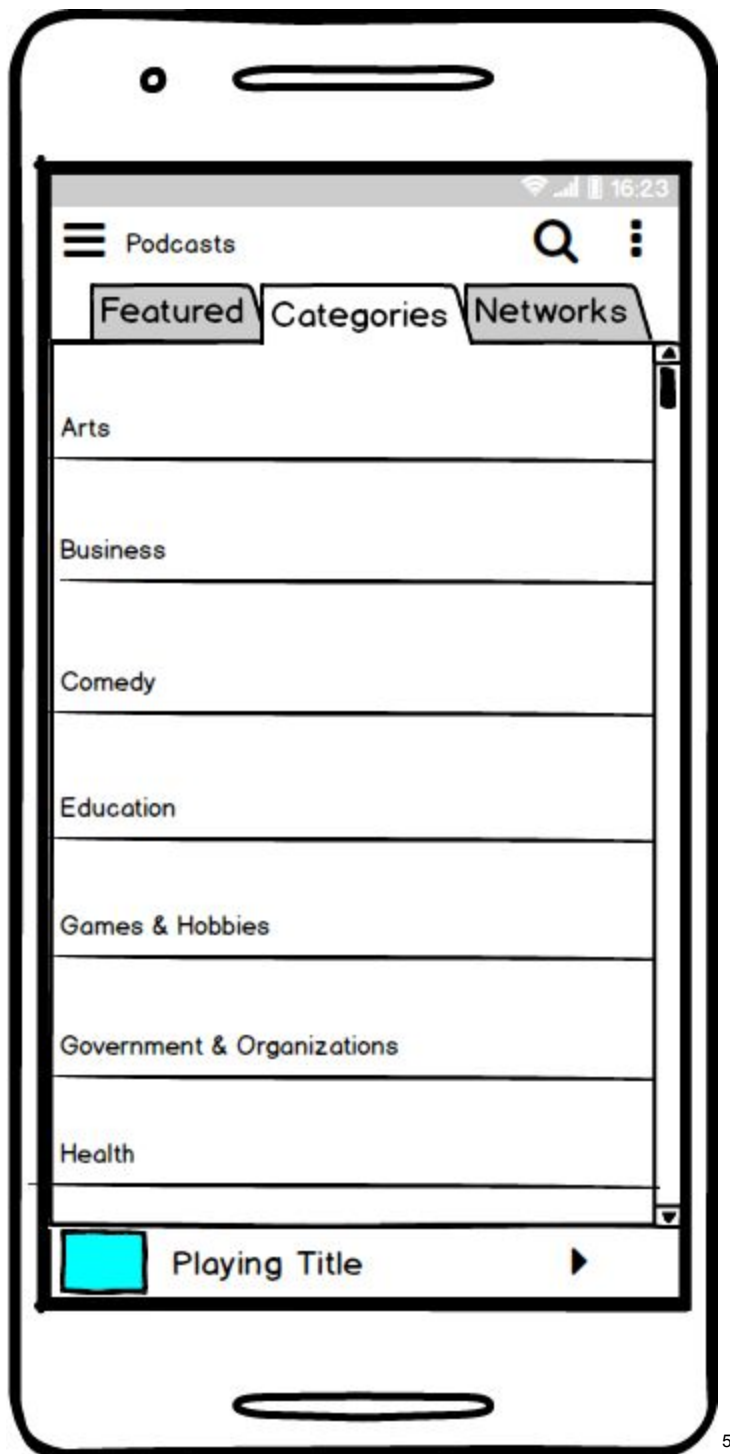 16:23
Podcasts
Featured Categories Networks
Arts
Business
Comedy
Education
Games & Hobbies
Government & Organizations
Health
Playing Title
5